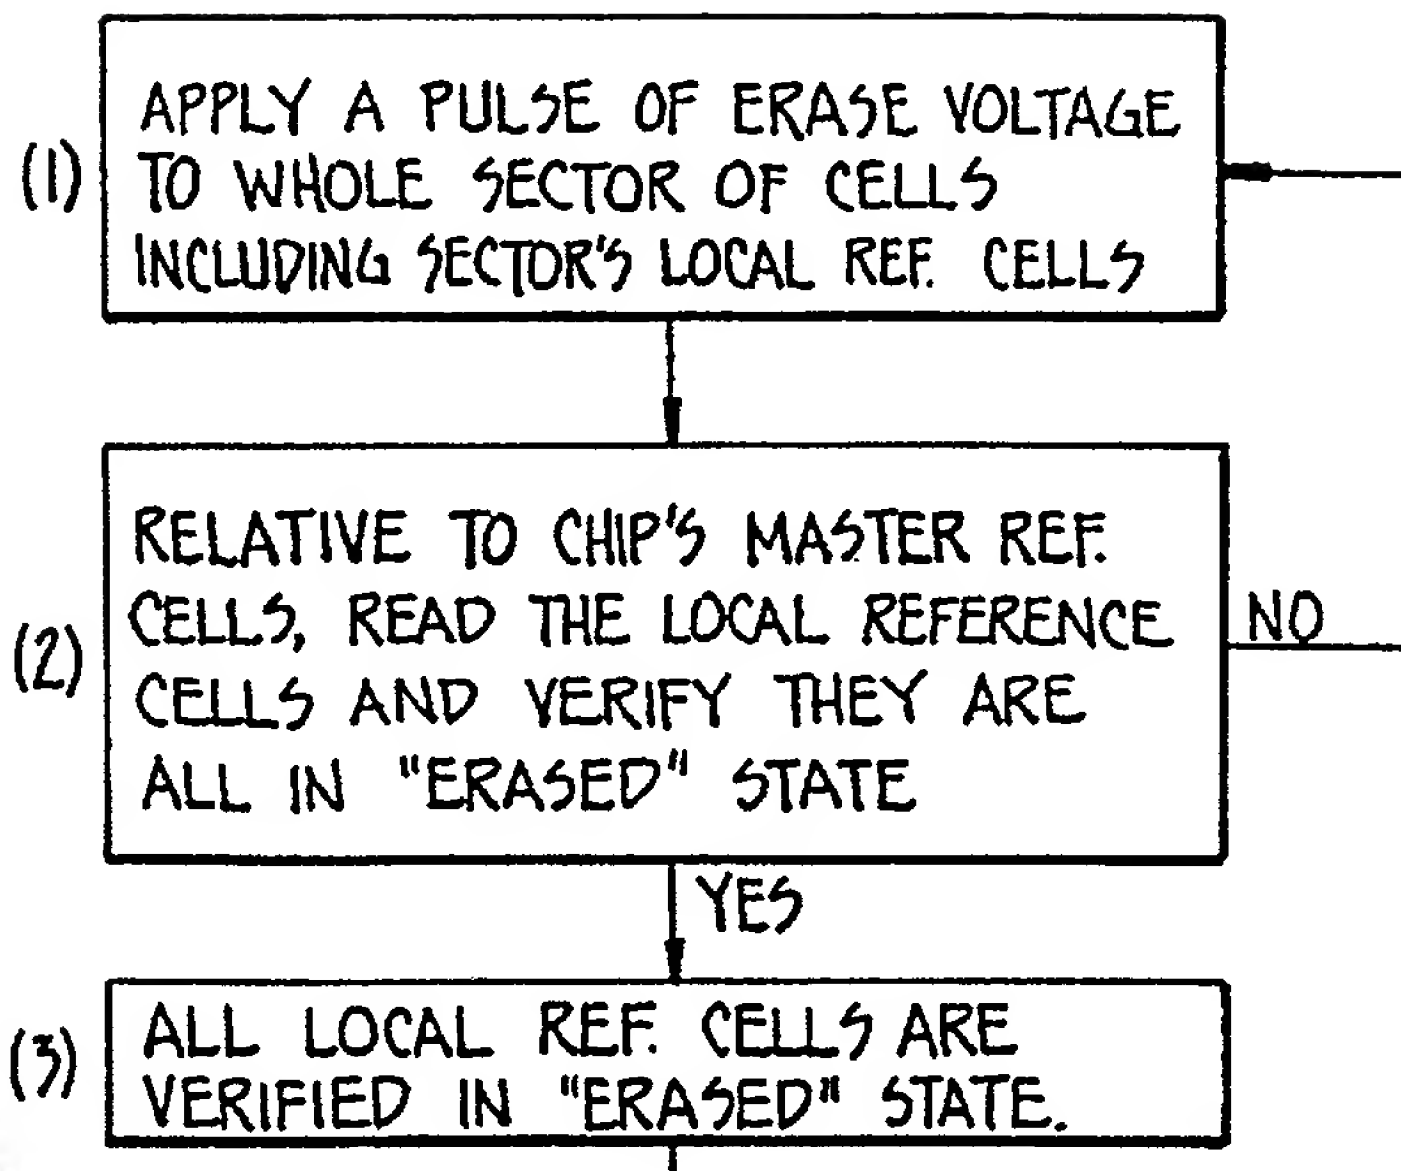 (1)
APPLY A PULSE OF ERASE VOLTAGE
TO WHOLE SECTOR OF CELLS
INCLUDING SECTOR'S LOCAL REF. CELLS
(2)
RELATIVE TO CHIP'S MASTER REF.
CELLS, READ THE LOCAL REFERENCE
CELLS AND VERIFY THEY ARE
ALL IN "ERASED" STATE
NO
YES
(3)
ALL LOCAL REF. CELLS ARE
VERIFIED IN "ERASED" STATE.